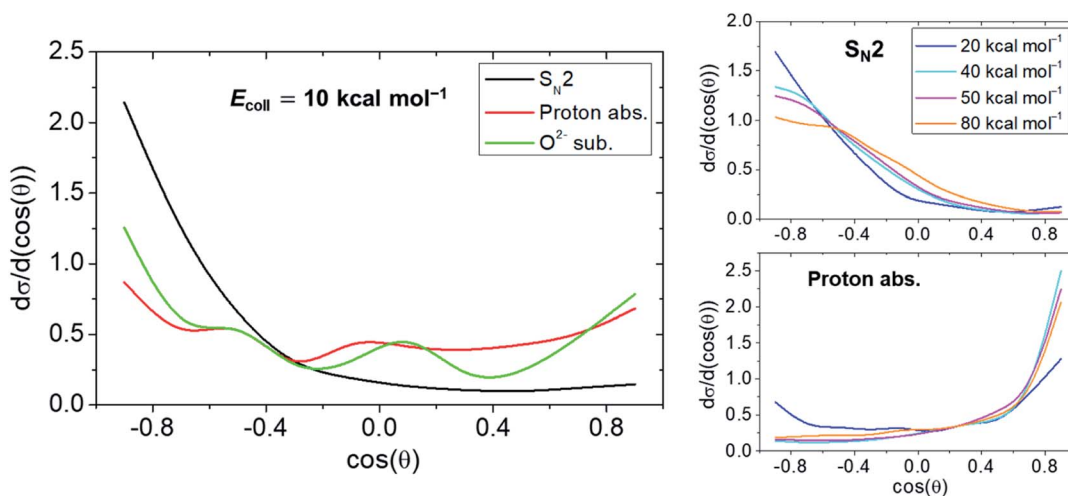 2.5
2.0
1.5
1.0
0.5
0.0
dσ/d(cos(θ))
E_coll = 10 kcal mol⁻¹
S_N2
Proton abs.
O²⁻ sub.
-0.8 -0.4 0.0 0.4 0.8
cos(θ)
2.0
1.5
1.0
0.5
0.0
dσ/d(cos(θ))
S_N2
20 kcal mol⁻¹
40 kcal mol⁻¹
50 kcal mol⁻¹
80 kcal mol⁻¹
-0.8 -0.4 0.0 0.4 0.8
2.5
2.0
1.5
1.0
0.5
0.0
dσ/d(cos(θ))
Proton abs.
-0.8 -0.4 0.0 0.4 0.8
cos(θ)